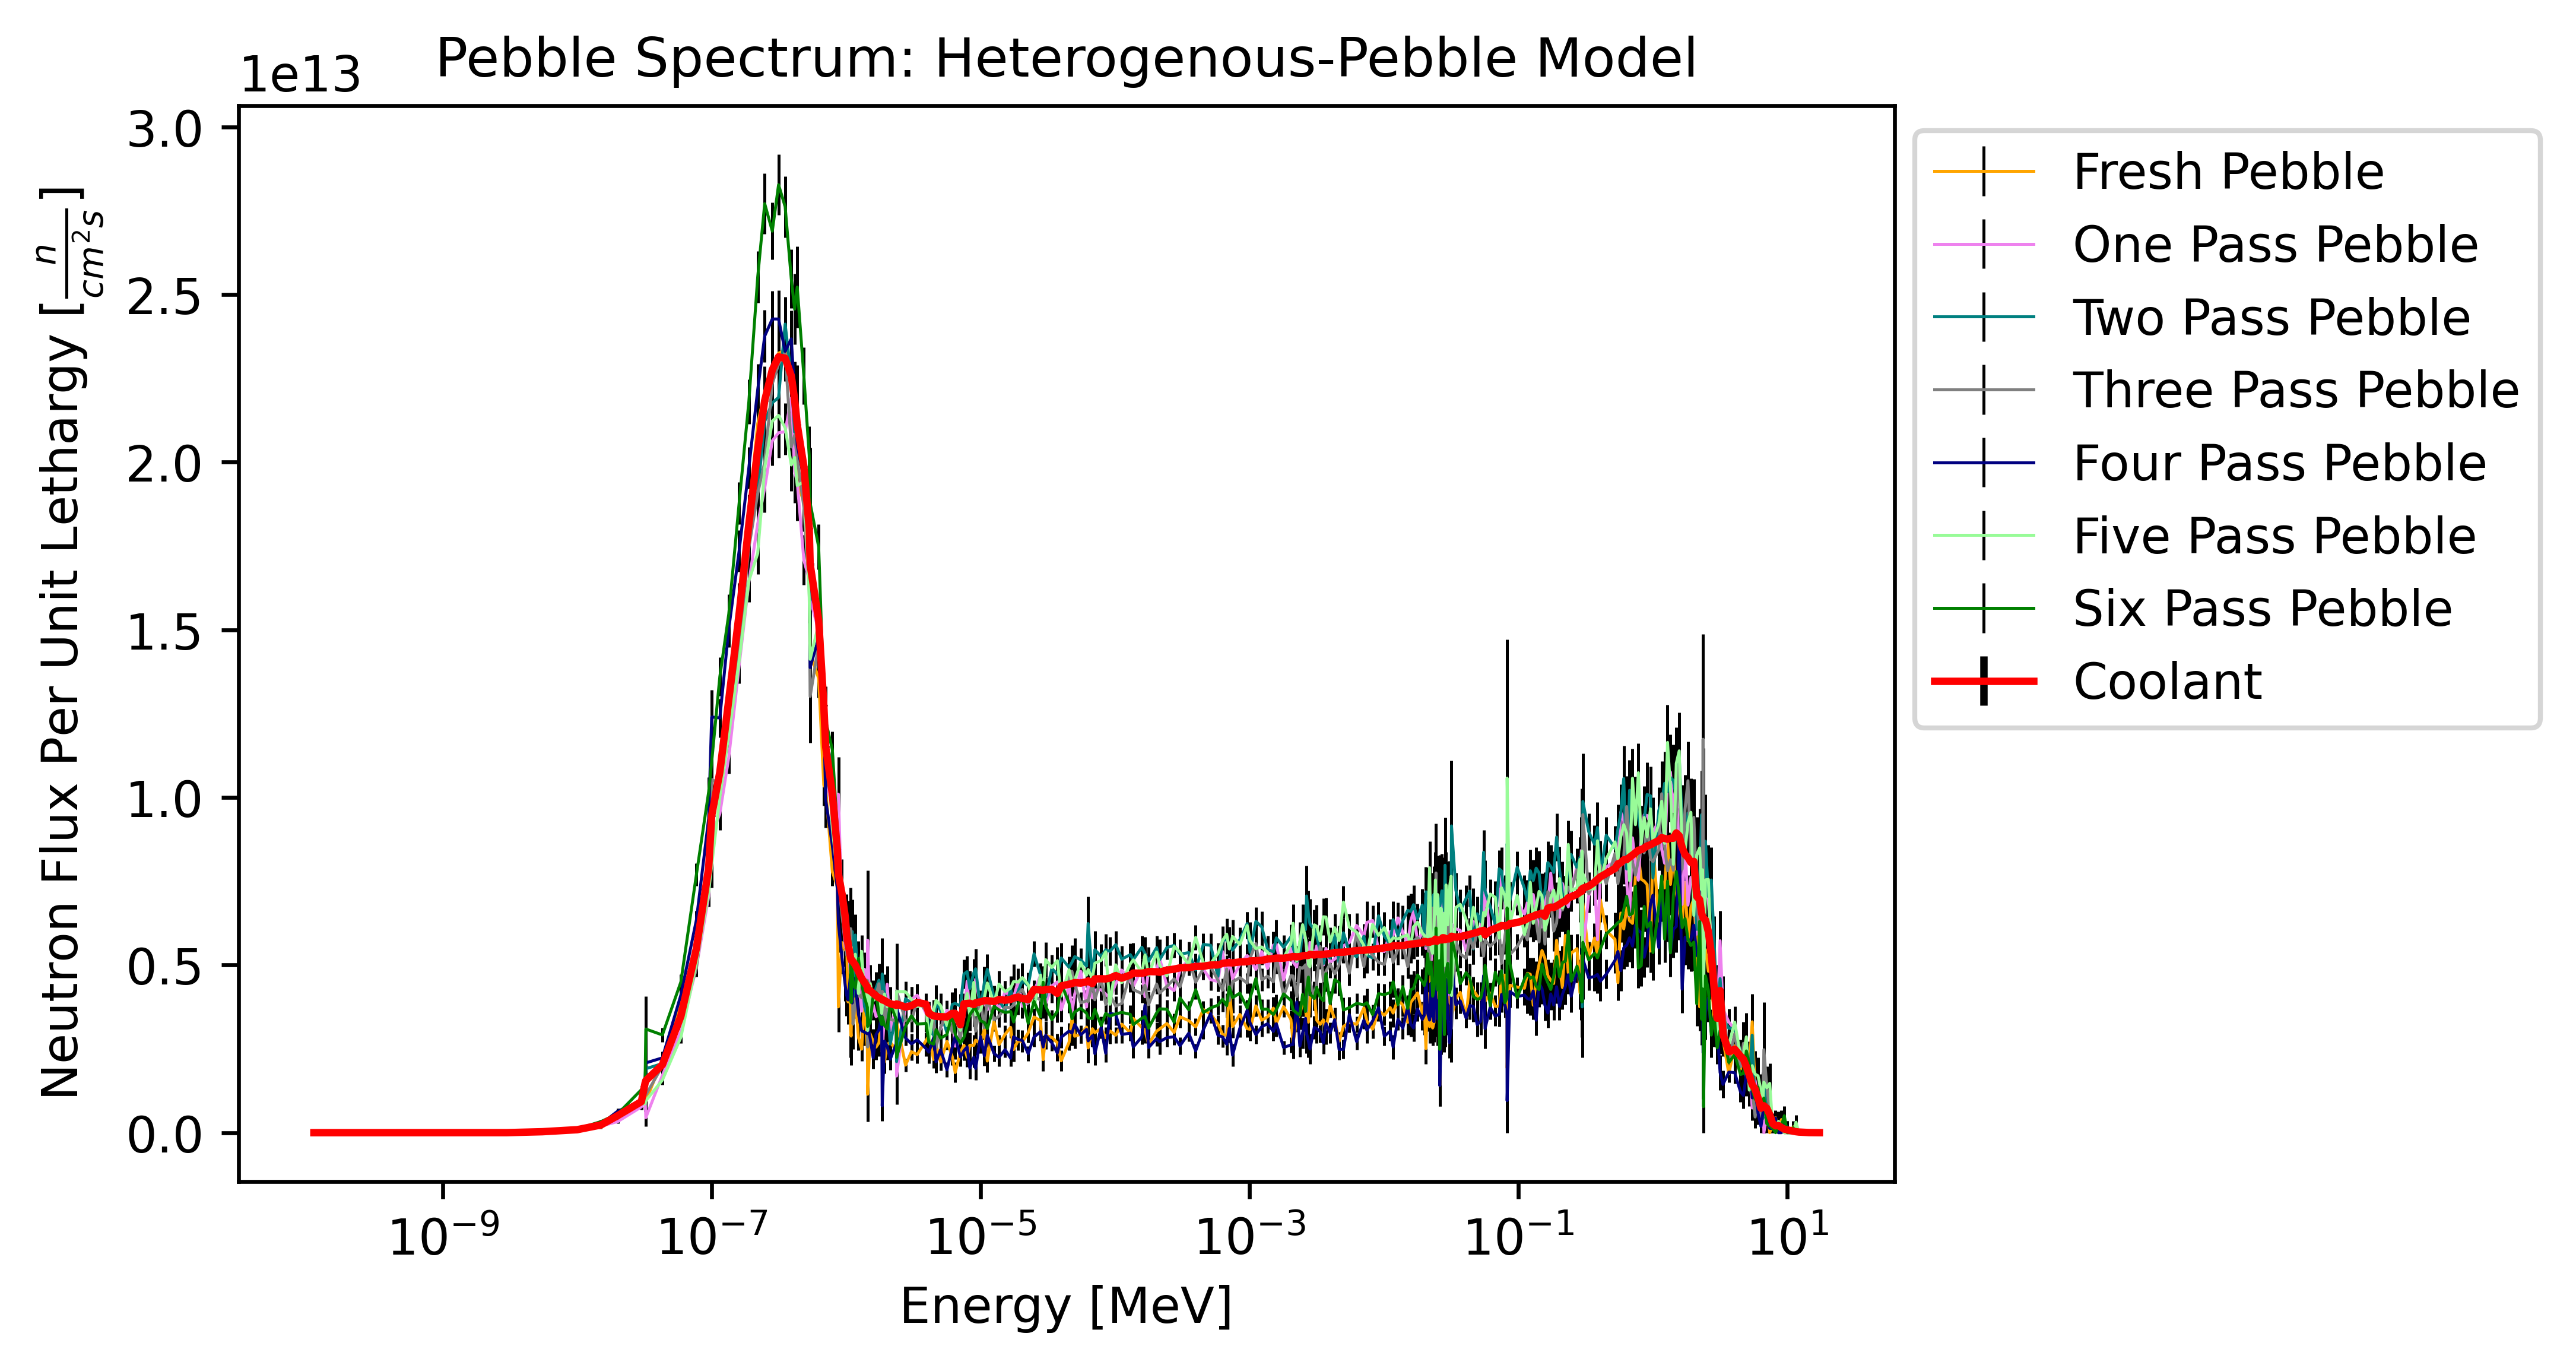 Pebble Spectrum: Heterogenous-Pebble Model
1e13
3.0
2.5
2.0
1.5
1.0
0.5
0.0
Neutron Flux Per Unit Lethargy [n/cm²s]
10⁻⁹
10⁻⁷
10⁻⁵
10⁻³
10⁻¹
10¹
Energy [MeV]
Fresh Pebble
One Pass Pebble
Two Pass Pebble
Three Pass Pebble
Four Pass Pebble
Five Pass Pebble
Six Pass Pebble
Coolant